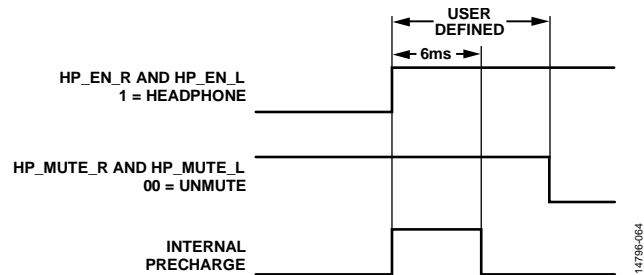 USER
DEFINED
6ms
HP_EN_R AND HP_EN_L
1 = HEADPHONE
HP_MUTE_R AND HP_MUTE_L
00 = UNMUTE
INTERNAL
PRECHARGE
14796-064